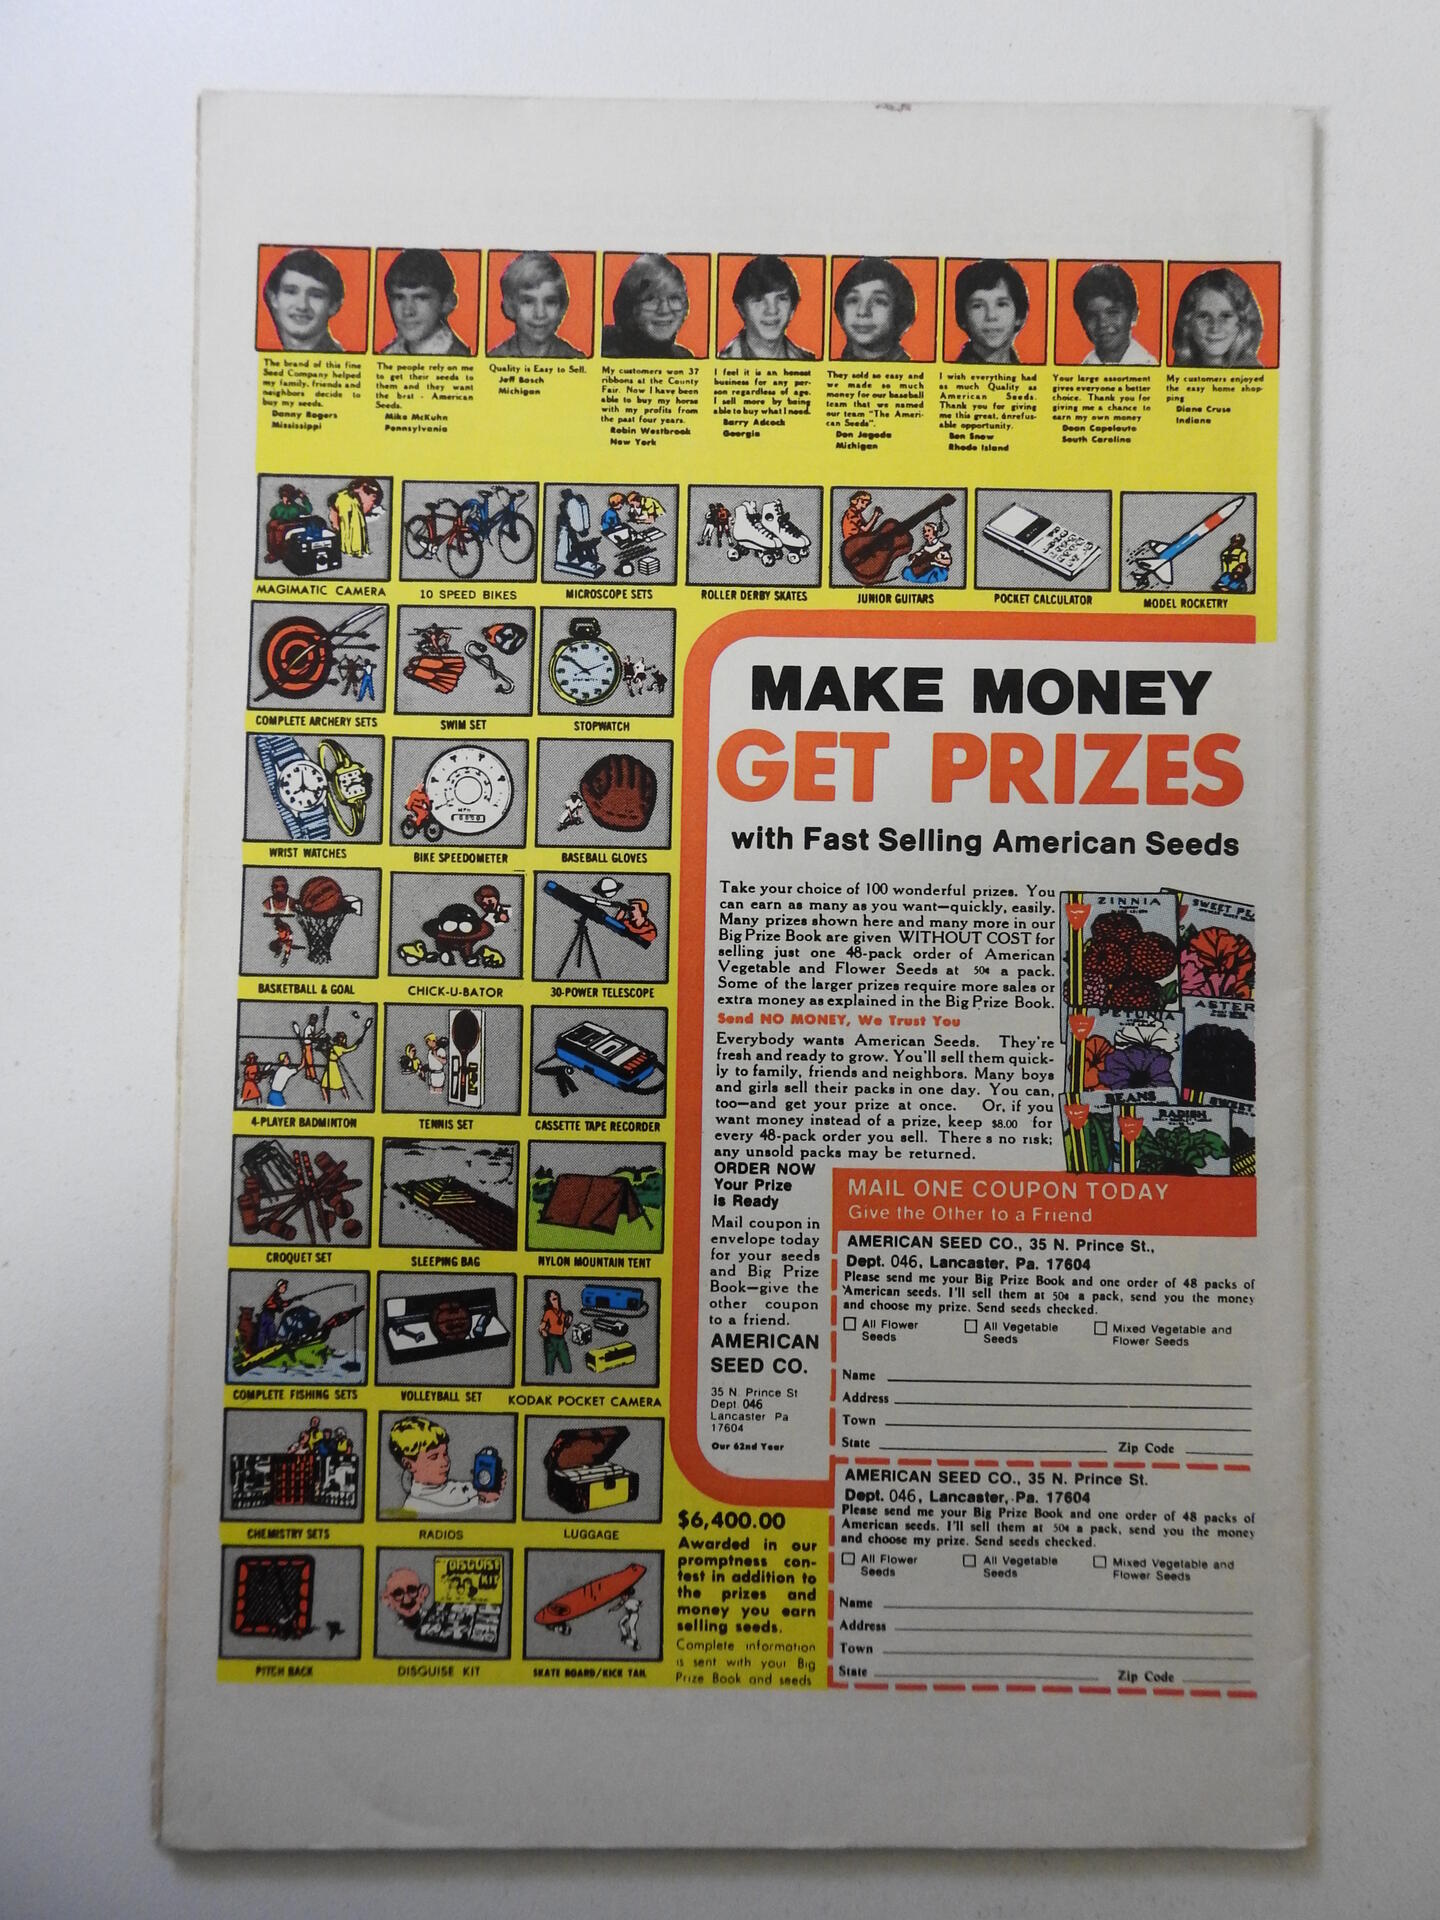 The brand of this fine
Seed Company helped
my family, friends and
neighbors decide to
buy my seeds.
Danny Rogers
Mississippi
The people rely on me
to get their seeds to
them and they want
the brst - American
Seeds.
Mike McKuhn
Pennsylvania
Quality is Easy to Sell.
Jeff Bosch
Michigan
My customers won 37
ribbons at the County
Fair. Now I have been
able to buy my horse
with my profits from
the past four years.
Robin Westbrook
New York
I feel it is an honest
business for any per-
son regardless of age.
I sell more by being
able to buy what I need.
Barry Adcock
Georgia
They sold so easy and
we made so much
money for our baseball
team that we named
our team "The Ameri-
can Seeds".
Don Jagoda
Michigan
I wish everything had
as much Quality as
American Seeds.
Thank you for giving
me this great, & refus-
able opportunity.
Ben Snow
Rhode Island
Your large assortment
gives everyone a better
choice. Thank you for
giving me a chance to
earn my own money
Dean Capelouto
South Carolina
My customers enjoyed
the easy home shop-
ping
Diane Cruse
Indiana
MAGIMATIC CAMERA
10 SPEED BIKES
MICROSCOPE SETS
ROLLER DERBY SKATES
JUNIOR GUITARS
POCKET CALCULATOR
MODEL ROCKETRY
COMPLETE ARCHERY SETS
SWIM SET
STOPWATCH
WRIST WATCHES
MPH
BIKE SPEEDOMETER
BASEBALL GLOVES
BASKETBALL & GOAL
CHICK-U-BATOR
30-POWER TELESCOPE
4-PLAYER BADMINTON
TENNIS SET
CASSETTE TAPE RECORDER
CROQUET SET
SLEEPING BAG
NYLON MOUNTAIN TENT
COMPLETE FISHING SETS
VOLLEYBALL SET
KODAK POCKET CAMERA
CHEMISTRY SETS
RADIOS
LUGGAGE
DISGUISE
KIT
PITCH BACK
DISGUISE KIT
SKATE BOARD/KICK TAIL
MAKE MONEY
GET PRIZES
with Fast Selling American Seeds
Take your choice of 100 wonderful prizes. You
can earn as many as you want—quickly, easily.
Many prizes shown here and many more in our
Big Prize Book are given WITHOUT COST for
selling just one 48-pack order of American
Vegetable and Flower Seeds at 50¢ a pack.
Some of the larger prizes require more sales or
extra money as explained in the Big Prize Book.
Send NO MONEY, We Trust You
Everybody wants American Seeds. They're
fresh and ready to grow. You'll sell them quick-
ly to family, friends and neighbors. Many boys
and girls sell their packs in one day. You can,
too—and get your prize at once. Or, if you
want money instead of a prize, keep $8.00 for
every 48-pack order you sell. There s no risk;
any unsold packs may be returned.
ZINNIA
SWEET PE
PETUNIA
ASTER
BEANS
RADISH
SWEET
ORDER NOW
Your Prize
is Ready
Mail coupon in
envelope today
for your seeds
and Big Prize
Book—give the
other coupon
to a friend.
AMERICAN
SEED CO.
35 N. Prince St
Dept. 046
Lancaster Pa
17604
Our 62nd Year
$6,400.00
Awarded in our
promptness con-
test in addition to
the prizes and
money you earn
selling seeds.
Complete information
is sent with your Big
Prize Book and seeds
MAIL ONE COUPON TODAY
Give the Other to a Friend
AMERICAN SEED CO., 35 N. Prince St.,
Dept. 046, Lancaster, Pa. 17604
Please send me your Big Prize Book and one order of 48 packs of
American seeds. I'll sell them at 50¢ a pack, send you the money
and choose my prize. Send seeds checked.
All Flower
Seeds
All Vegetable
Seeds
Mixed Vegetable and
Flower Seeds
Name
Address
Town
State Zip Code
AMERICAN SEED CO., 35 N. Prince St.
Dept. 046, Lancaster, Pa. 17604
Please send me your Big Prize Book and one order of 48 packs of
American seeds. I'll sell them at 50¢ a pack, send you the money
and choose my prize. Send seeds checked.
All Flower
Seeds
All Vegetable
Seeds
Mixed Vegetable and
Flower Seeds
Name
Address
Town
State Zip Code